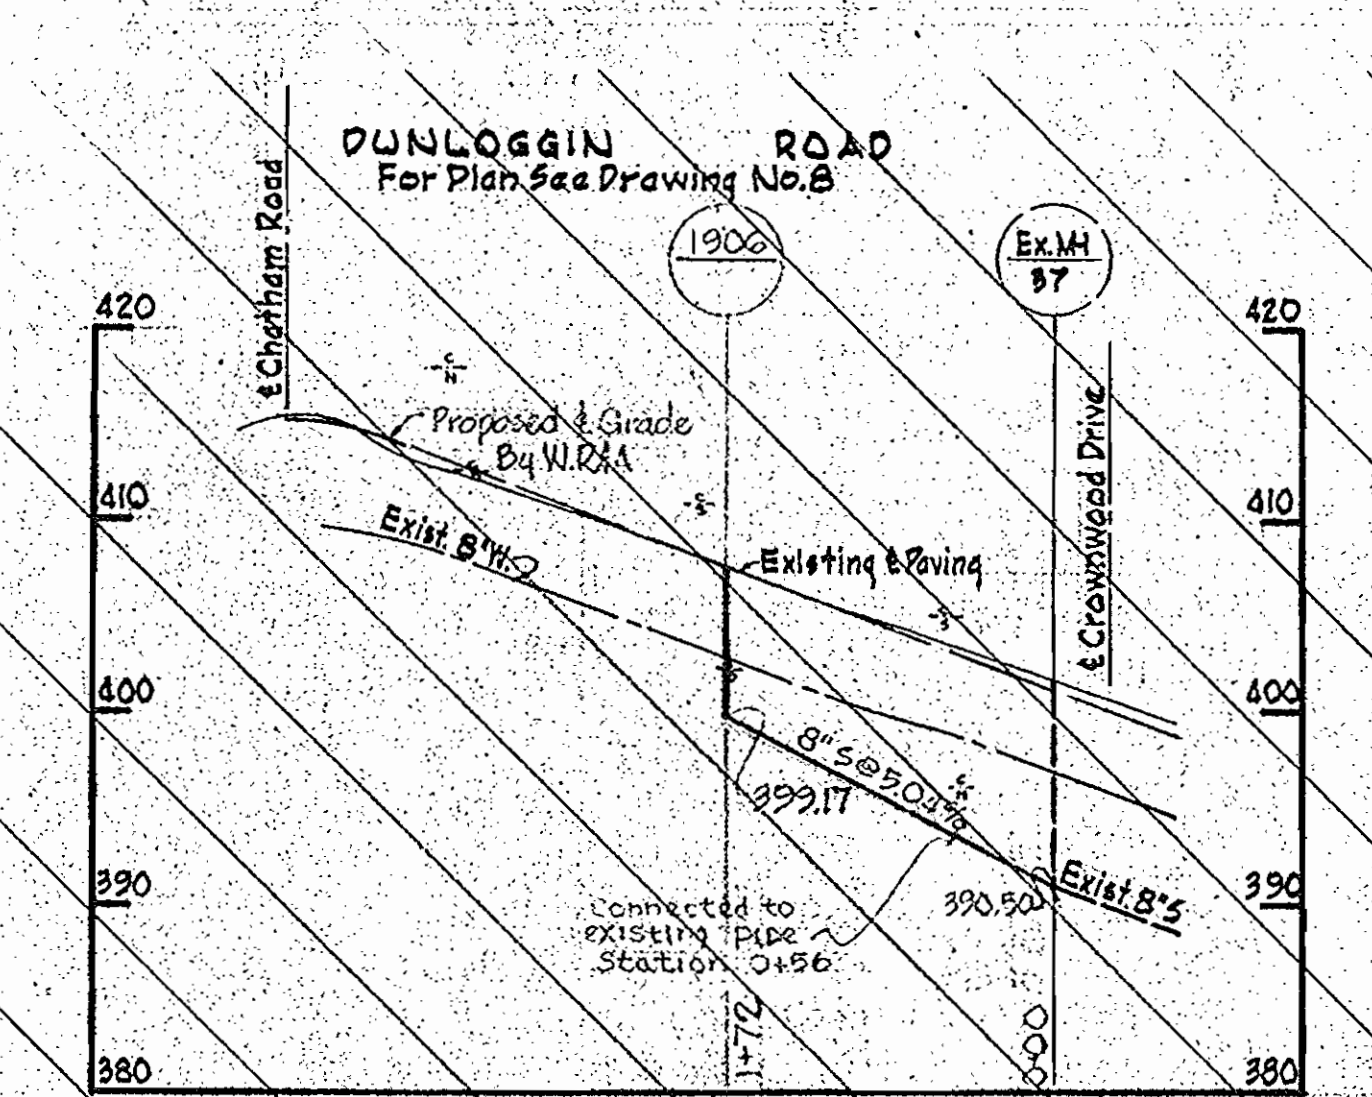 DUNLOGGIN ROAD
For Plan See Drawing No.8
℄ Chatham Road
1906
Ex. MH
37
420
420
Proposed ℄ Grade
By W.R&A
410
410
Exist. 8"W.
Existing ℄ Paving
℄ Crownwood Drive
400
400
8" S @ 5.04%
399.17
390
390
390.50
Exist. 8"S
Connected to
existing pipe
Station 0+56
1+72
0+00
380
380